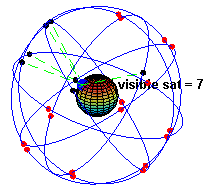 visible sat = 7